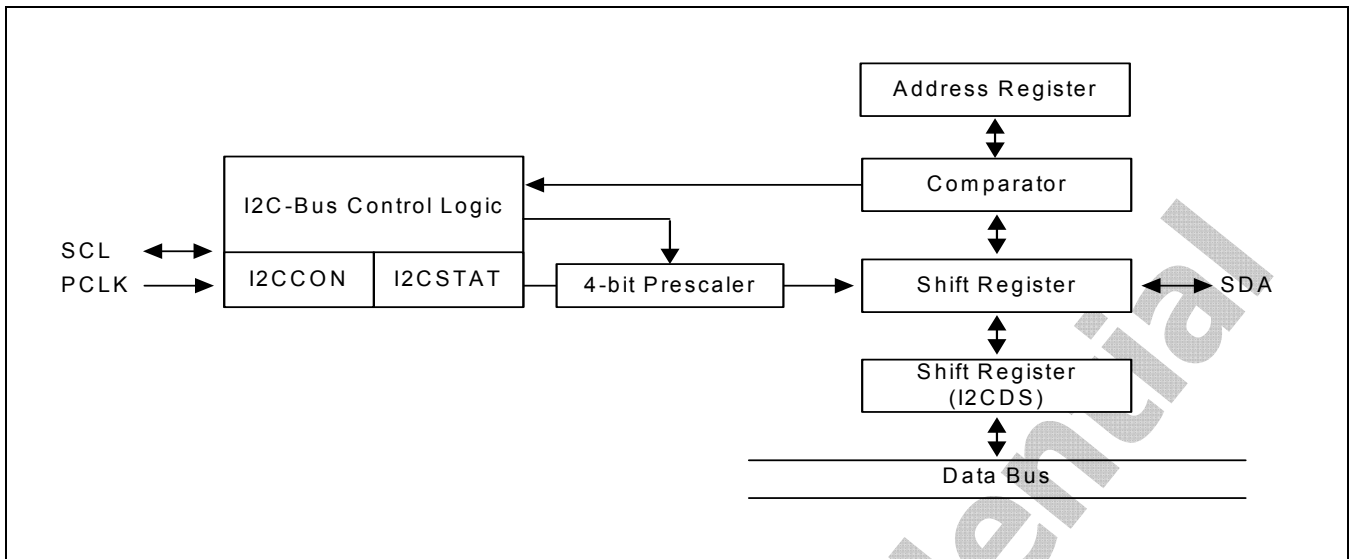 Address Register
Comparator
I2C-Bus Control Logic
SCL
PCLK
I2CCON
I2CSTAT
4-bit Prescaler
Shift Register
SDA
Shift Register
(I2CDS)
Data Bus
dential